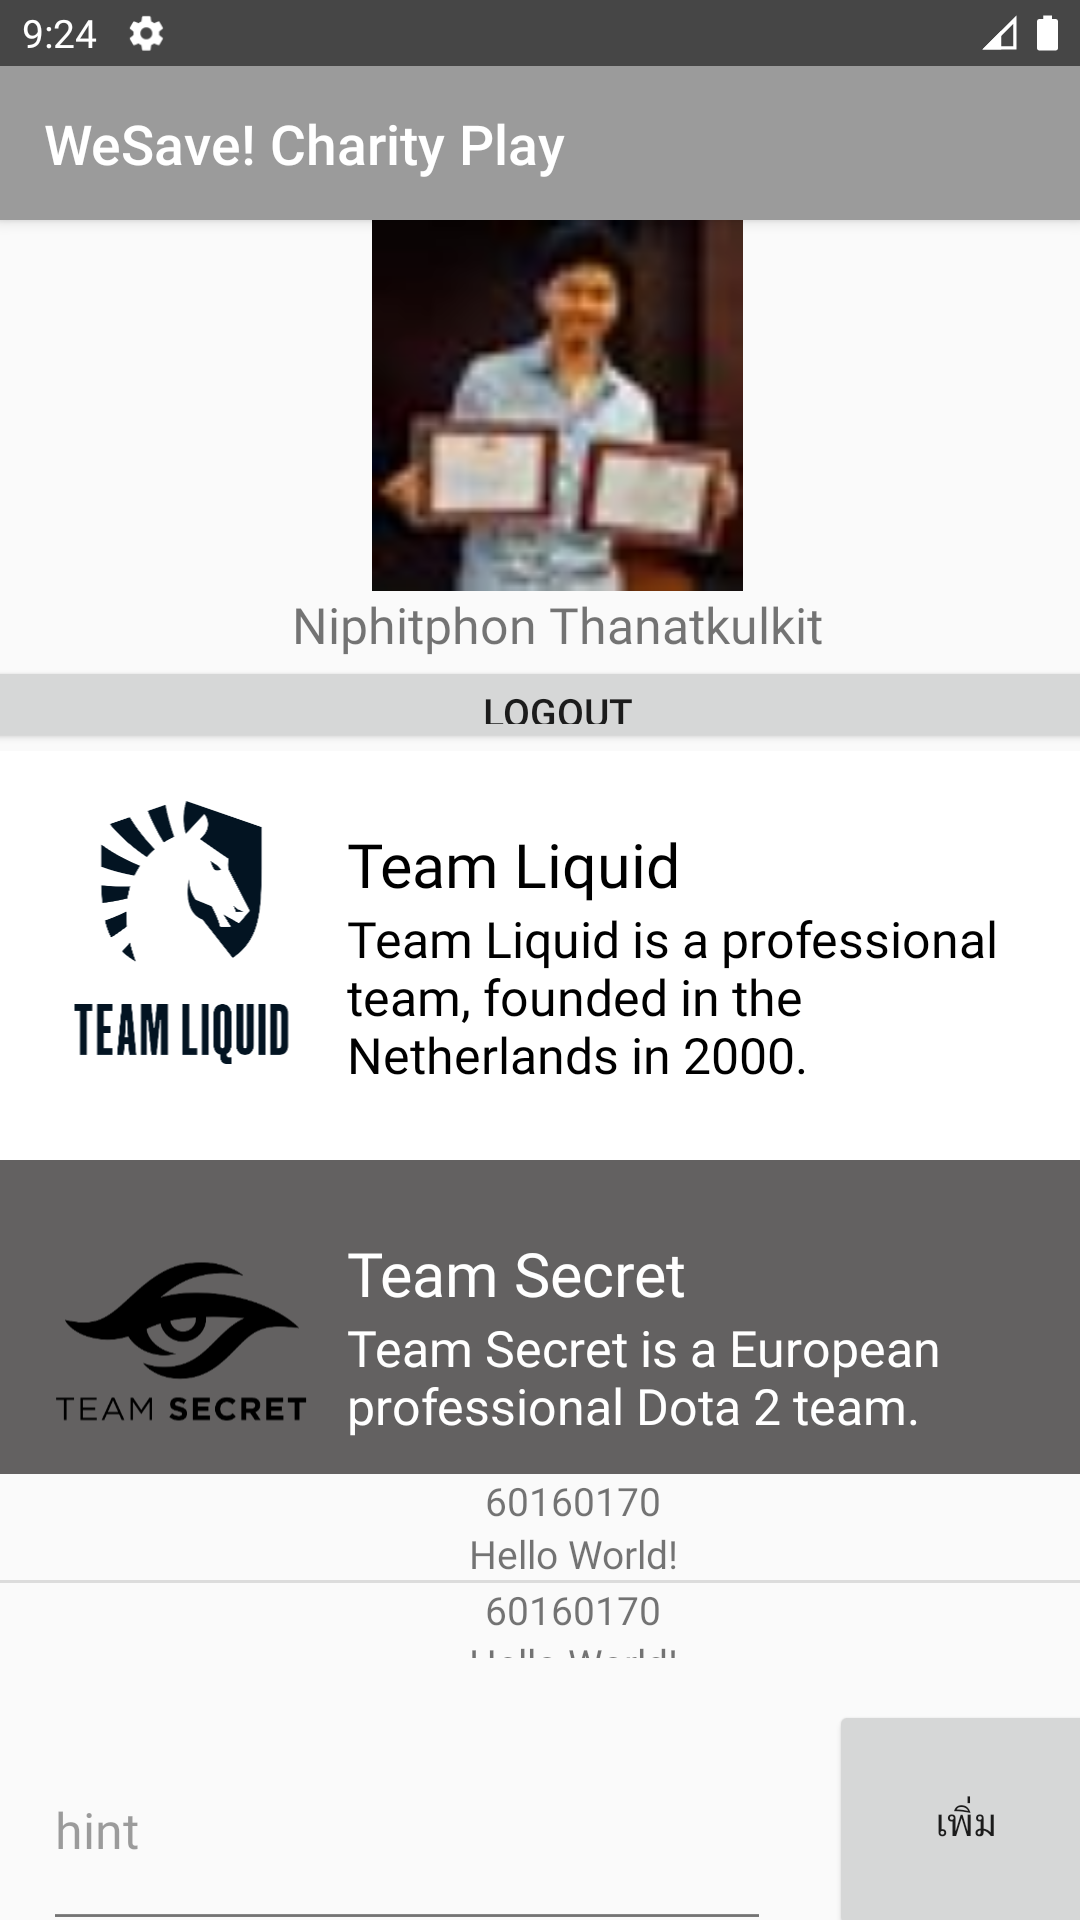 9:24
WeSave! Charity Play
Niphitphon Thanatkulkit
LOGOUT
TEAM LIQUID
Team Liquid
Team Liquid is a professional
team, founded in the
Netherlands in 2000.
TEAM SECRET
Team Secret
Team Secret is a European
professional Dota 2 team.
60160170
Hello World!
60160170
Hello World!
hint
เพิ่ม